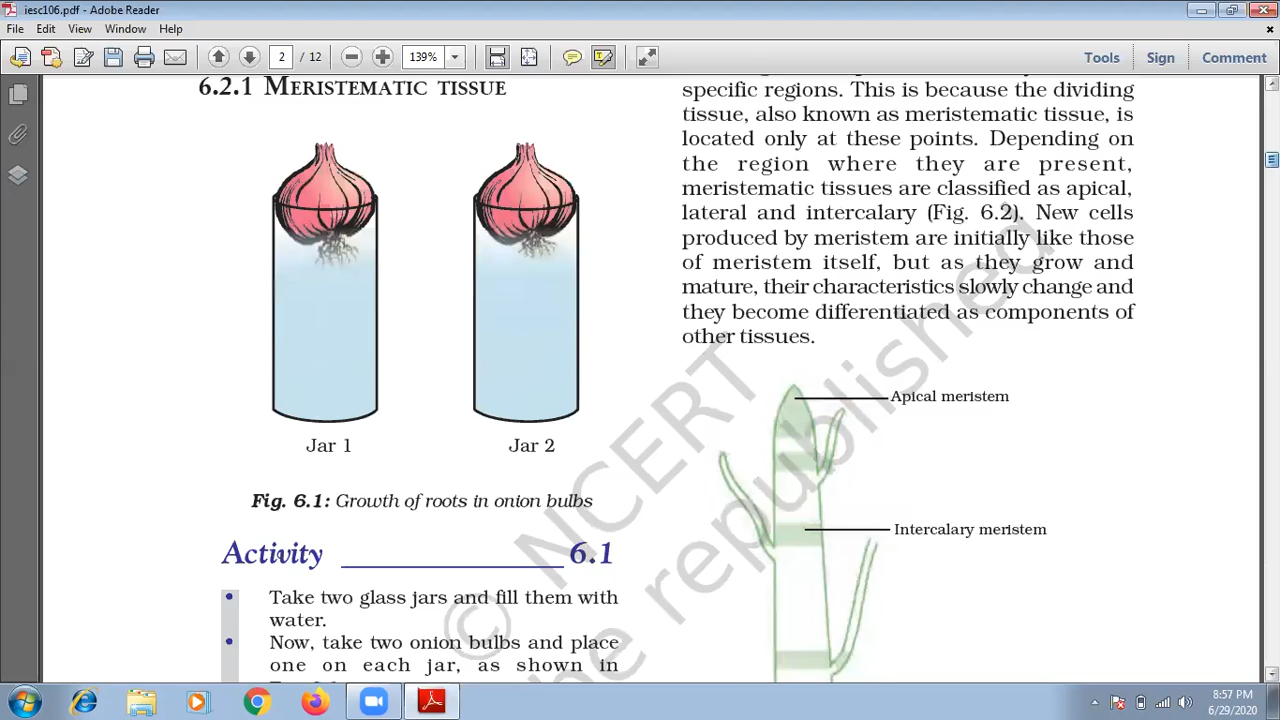 iesc106.pdf - Adobe Reader
File Edit View Window Help
2 / 12
139%
Tools Sign Comment
6.2.1 MERISTEMATIC TISSUE
Jar 1
Jar 2
Fig. 6.1: Growth of roots in onion bulbs
Activity 6.1
• Take two glass jars and fill them with
water.
• Now, take two onion bulbs and place
one on each jar, as shown in
specific regions. This is because the dividing
tissue, also known as meristematic tissue, is
located only at these points. Depending on
the region where they are present,
meristematic tissues are classified as apical,
lateral and intercalary (Fig. 6.2). New cells
produced by meristem are initially like those
of meristem itself, but as they grow and
mature, their characteristics slowly change and
they become differentiated as components of
other tissues.
Apical meristem
Intercalary meristem
© NCERT
be republished
8:57 PM
6/29/2020